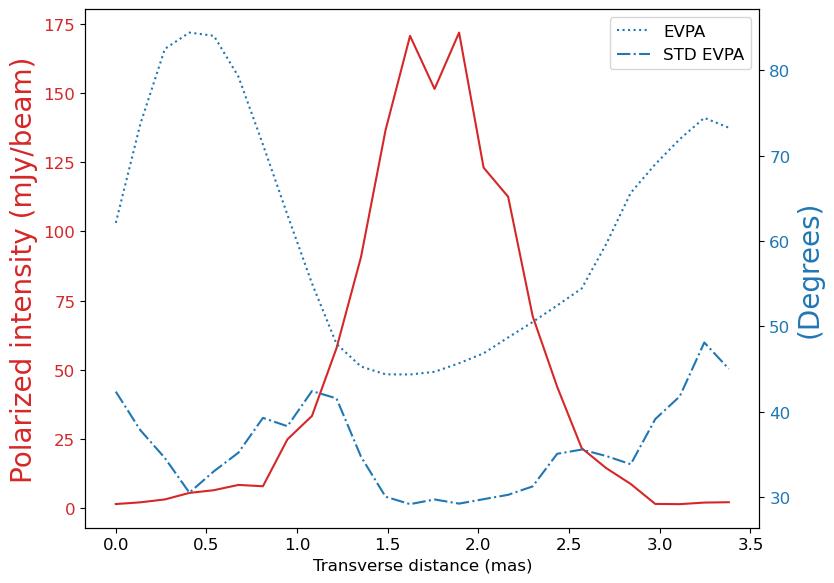 Polarized intensity (mJy/beam)
175
150
125
100
75
50
25
0
EVPA
STD EVPA
80
70
60
50
40
30
(Degrees)
0.0 0.5 1.0 1.5 2.0 2.5 3.0 3.5
Transverse distance (mas)